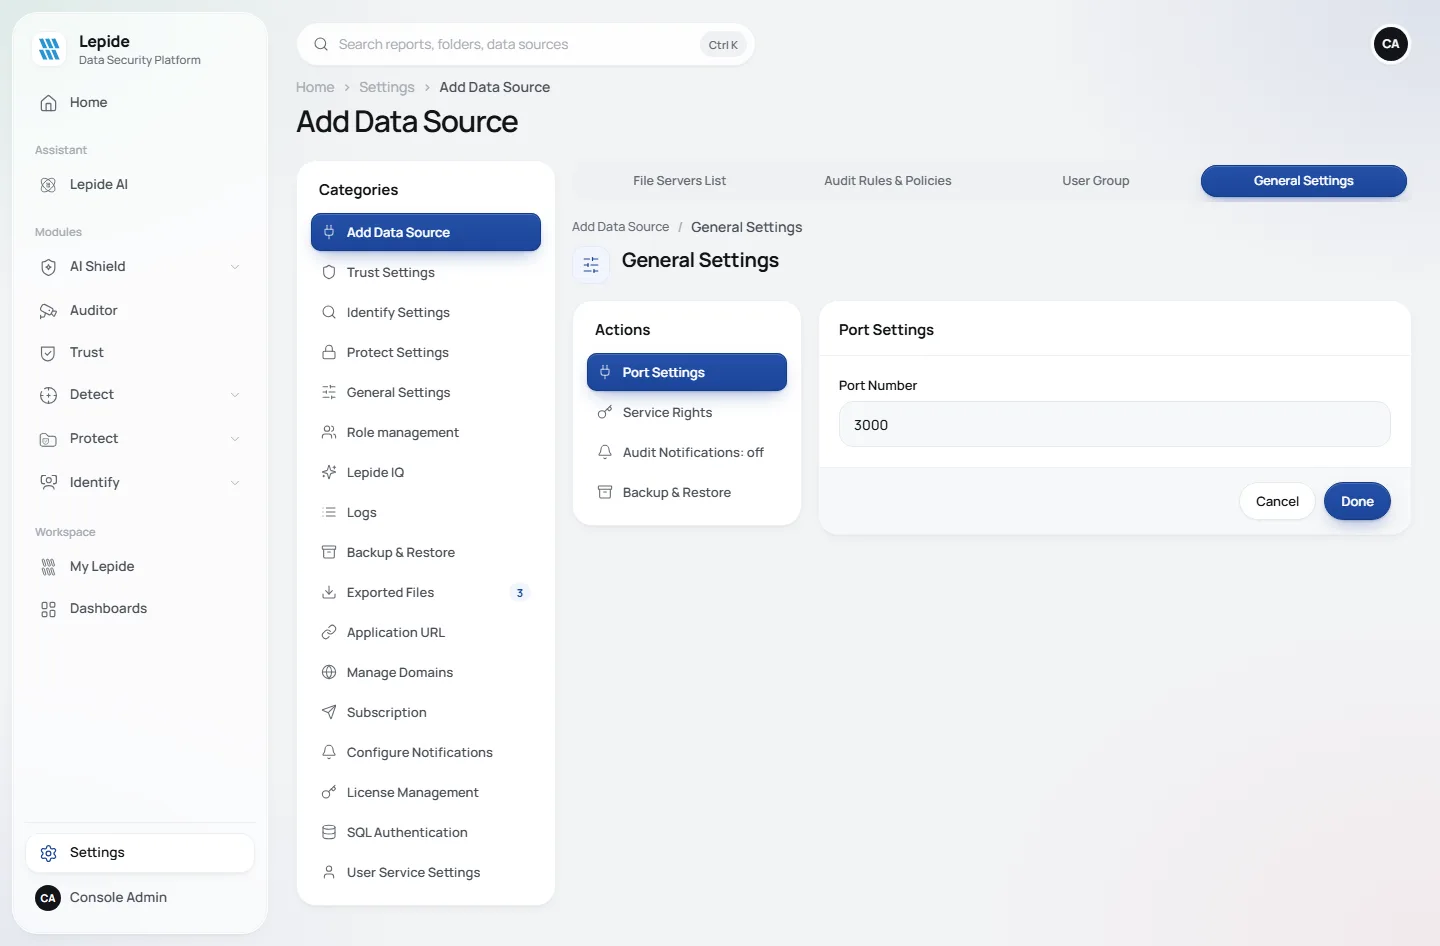 Lepide
Data Security Platform
Home
Assistant
Lepide AI
Modules
AI Shield
Auditor
Trust
Detect
Protect
Identify
Workspace
My Lepide
Dashboards
Settings
CA Console Admin
Search reports, folders, data sources Ctrl K
CA
Home > Settings > Add Data Source
Add Data Source
Categories
Add Data Source
Trust Settings
Identify Settings
Protect Settings
General Settings
Role management
Lepide IQ
Logs
Backup & Restore
Exported Files 3
Application URL
Manage Domains
Subscription
Configure Notifications
License Management
SQL Authentication
User Service Settings
File Servers List Audit Rules & Policies User Group General Settings
Add Data Source / General Settings
General Settings
Actions
Port Settings
Service Rights
Audit Notifications: off
Backup & Restore
Port Settings
Port Number
3000
Cancel Done